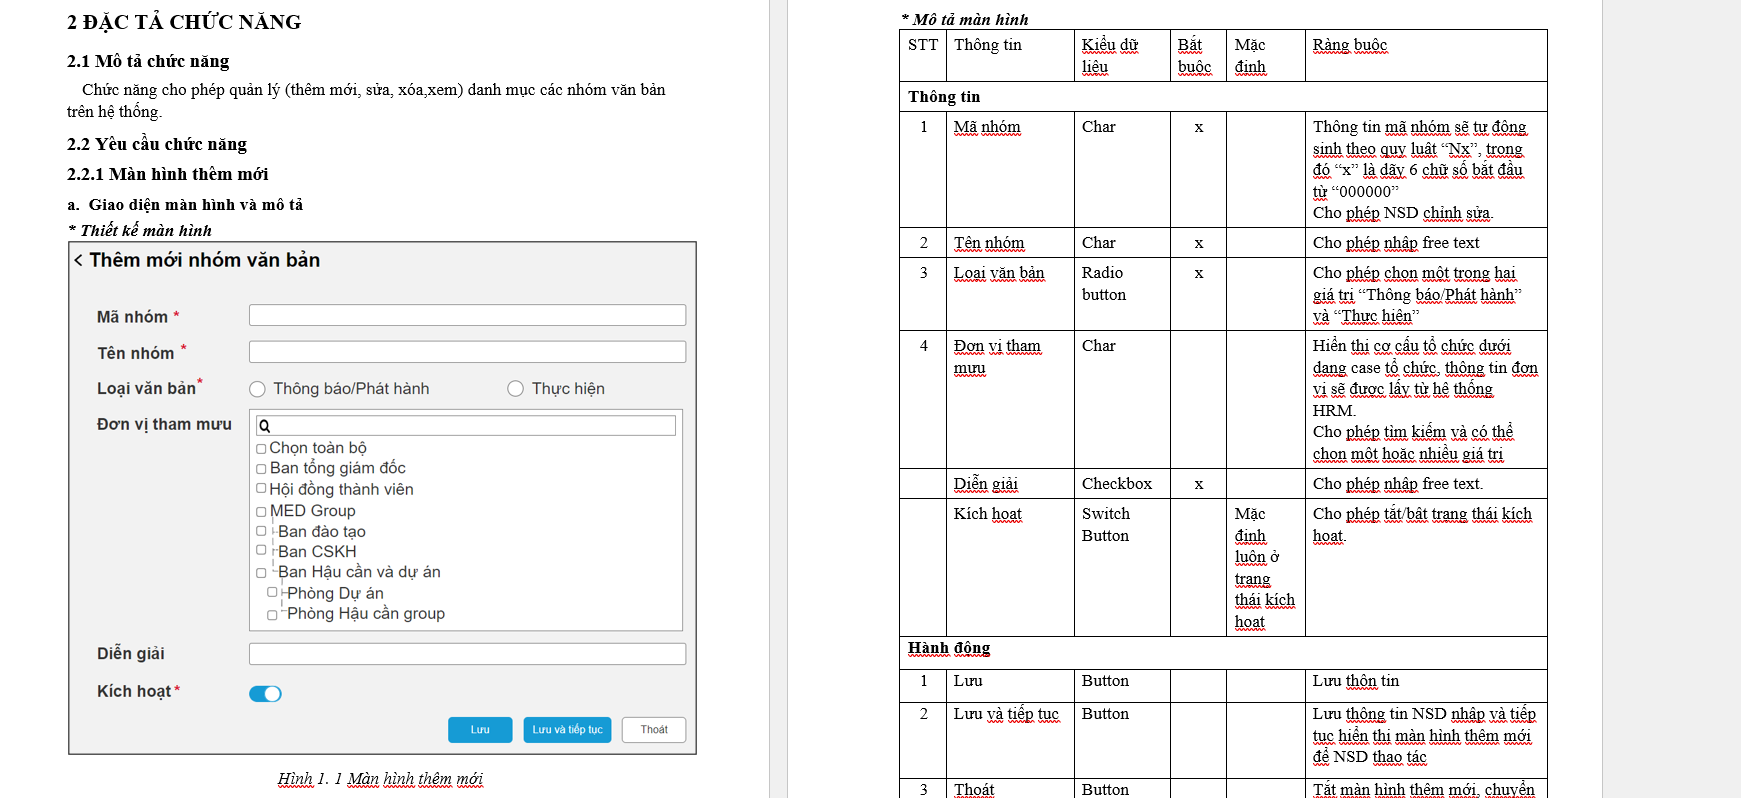 2 ĐẶC TẢ CHỨC NĂNG
2.1 Mô tả chức năng
Chức năng cho phép quản lý (thêm mới, sửa, xóa,xem) danh mục các nhóm văn bản
trên hệ thống.
2.2 Yêu cầu chức năng
2.2.1 Màn hình thêm mới
a. Giao diện màn hình và mô tả
* Thiết kế màn hình
< Thêm mới nhóm văn bản
Mã nhóm *
Tên nhóm *
Loại văn bản*
Thông báo/Phát hành
Thực hiện
Đơn vị tham mưu
Chọn toàn bộ
Ban tổng giám đốc
Hội đồng thành viên
MED Group
Ban đào tạo
Ban CSKH
Ban Hậu cần và dự án
Phòng Dự án
Phòng Hậu cần group
Diễn giải
Kích hoạt*
Lưu
Lưu và tiếp tục
Thoát
Hình 1. 1 Màn hình thêm mới
* Mô tả màn hình
STT Thông tin Kiểu dữ Bắt Mặc Ràng buộc
liệu buộc định
Thông tin
1 Mã nhóm Char x Thông tin mã nhóm sẽ tự động
sinh theo quy luật “Nx”, trong
đó “x” là dãy 6 chữ số bắt đầu
từ “000000”
Cho phép NSD chỉnh sửa.
2 Tên nhóm Char x Cho phép nhập free text
3 Loại văn bản Radio x Cho phép chọn một trong hai
button giá trị “Thông báo/Phát hành”
và “Thực hiện”
4 Đơn vị tham Char Hiển thị cơ cấu tổ chức dưới
mưu dạng case tổ chức, thông tin đơn
vị sẽ được lấy từ hệ thống
HRM.
Cho phép tìm kiếm và có thể
chọn một hoặc nhiều giá trị
Diễn giải Checkbox x Cho phép nhập free text.
Kích hoạt Switch Mặc Cho phép tắt/bật trạng thái kích
Button định hoạt.
luôn ở
trạng
thái kích
hoạt
Hành động
1 Lưu Button Lưu thôn tin
2 Lưu và tiếp tục Button Lưu thông tin NSD nhập và tiếp
tục hiển thị màn hình thêm mới
để NSD thao tác
3 Thoát Button Tắt màn hình thêm mới, chuyển